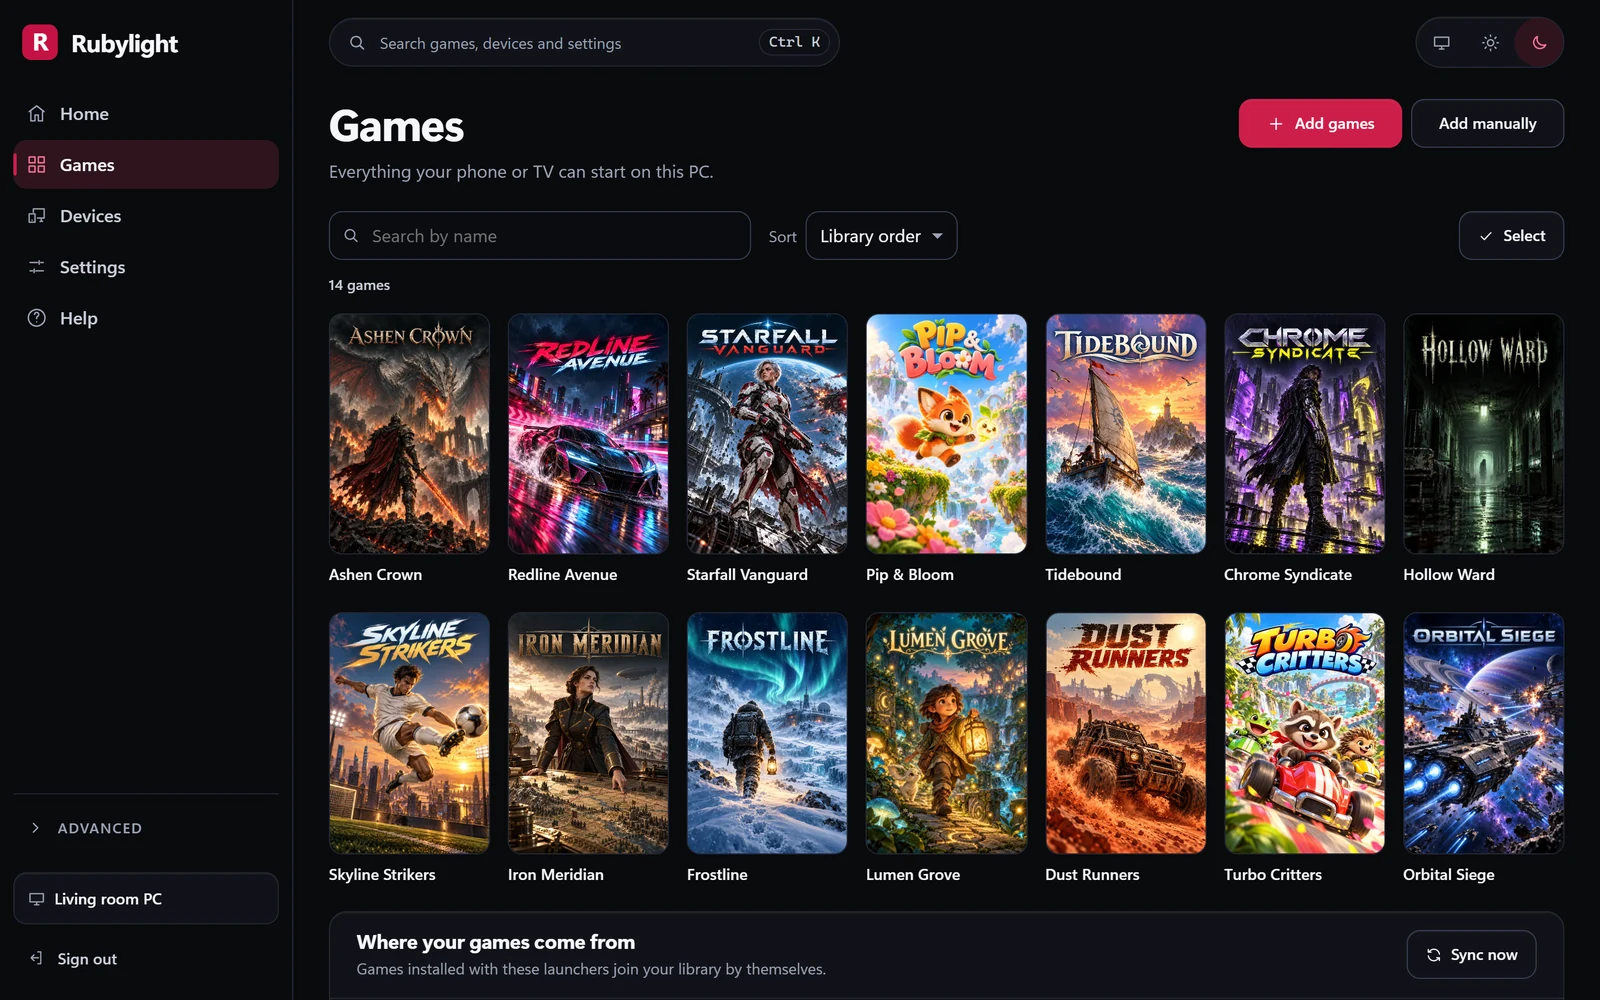 R Rubylight
Search games, devices and settings
Ctrl K
Home
Games
Devices
Settings
Help
ADVANCED
Living room PC
Sign out
Games
Everything your phone or TV can start on this PC.
Add games
Add manually
Search by name
Sort
Library order
Select
14 games
ASHEN CROWN
Ashen Crown
REDLINE
AVENUE
Redline Avenue
STARFALL
VANGUARD
Starfall Vanguard
PIP &
BLOOM
Pip & Bloom
TIDEBOUND
Tidebound
CHROME
SYNDICATE
Chrome Syndicate
HOLLOW WARD
Hollow Ward
SKYLINE
STRIKERS
Skyline Strikers
IRON MERIDIAN
Iron Meridian
FROSTLINE
Frostline
LUMEN GROVE
Lumen Grove
DUST
RUNNERS
Dust Runners
TURBO
CRITTERS
Turbo Critters
ORBITAL SIEGE
Orbital Siege
Where your games come from
Games installed with these launchers join your library by themselves.
Sync now